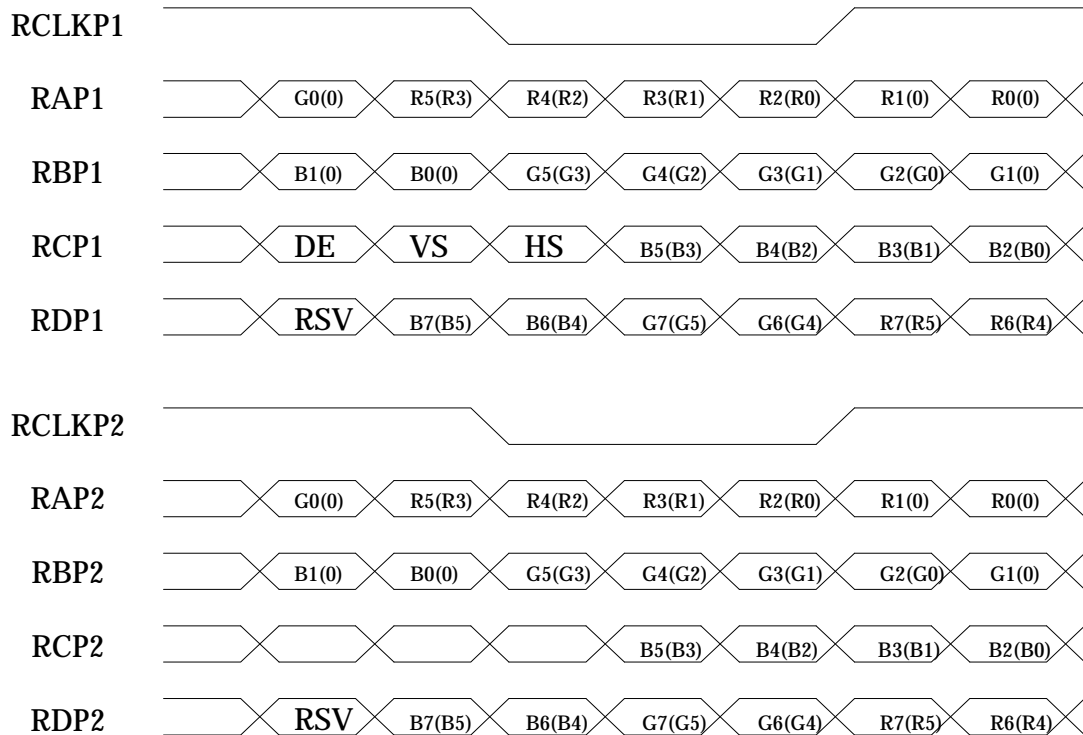 RCLKP1
RAP1 G0(0) R5(R3) R4(R2) R3(R1) R2(R0) R1(0) R0(0)
RBP1 B1(0) B0(0) G5(G3) G4(G2) G3(G1) G2(G0) G1(0)
RCP1 DE VS HS B5(B3) B4(B2) B3(B1) B2(B0)
RDP1 RSV B7(B5) B6(B4) G7(G5) G6(G4) R7(R5) R6(R4)
RCLKP2
RAP2 G0(0) R5(R3) R4(R2) R3(R1) R2(R0) R1(0) R0(0)
RBP2 B1(0) B0(0) G5(G3) G4(G2) G3(G1) G2(G0) G1(0)
RCP2 B5(B3) B4(B2) B3(B1) B2(B0)
RDP2 RSV B7(B5) B6(B4) G7(G5) G6(G4) R7(R5) R6(R4)